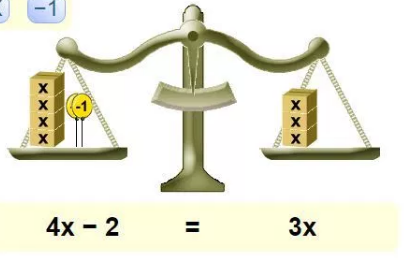 x −1
x x
x -1 x
x x
x
4x − 2 = 3x